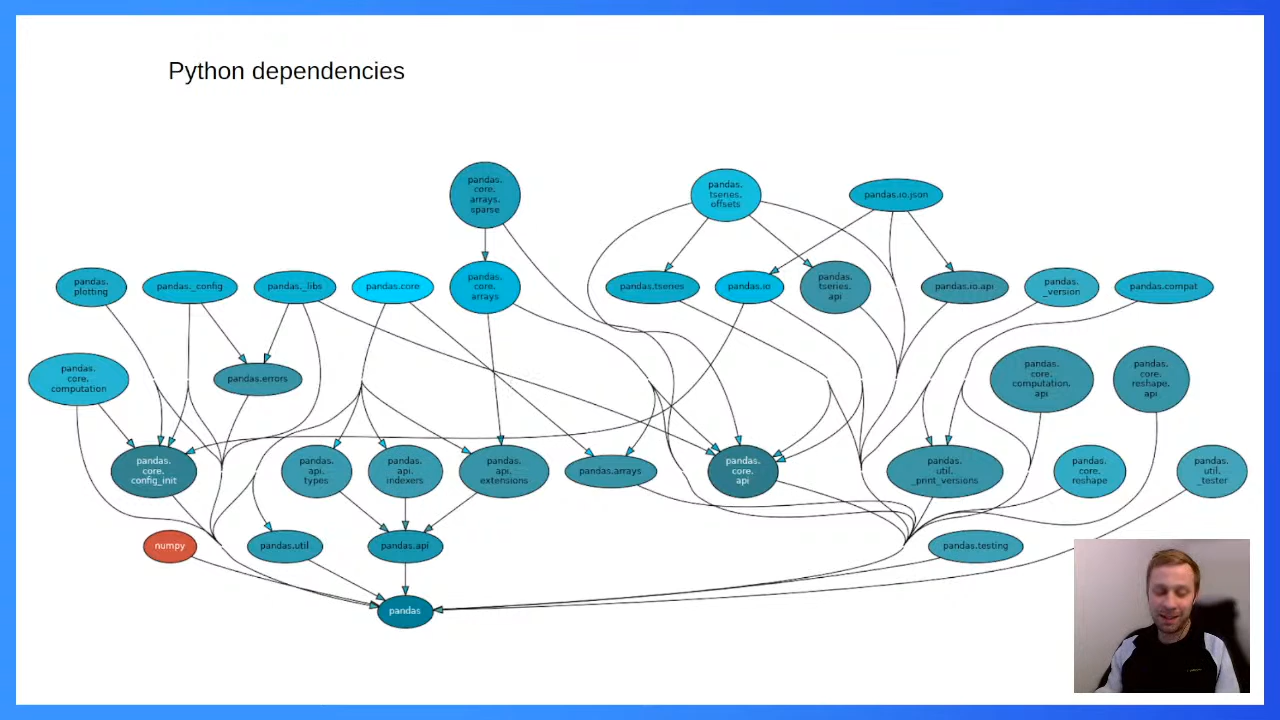 Python dependencies
pandas.
core.
arrays.
sparse
pandas.
tseries.
offsets
pandas.io.json
pandas.
plotting
pandas._config
pandas._libs
pandas.core
pandas.
core.
arrays
pandas.tseries
pandas.io
pandas.
tseries.
api
pandas.io.api
pandas.
_version
pandas.compat
pandas.
core.
computation
pandas.errors
pandas.
core.
computation.
api
pandas.
core.
reshape.
api
pandas.
core.
config_init
pandas.
api.
types
pandas.
api.
indexers
pandas.
api.
extensions
pandas.arrays
pandas.
core.
api
pandas.
util.
_print_versions
pandas.
core.
reshape
pandas.
util.
_tester
numpy
pandas.util
pandas.api
pandas.testing
pandas